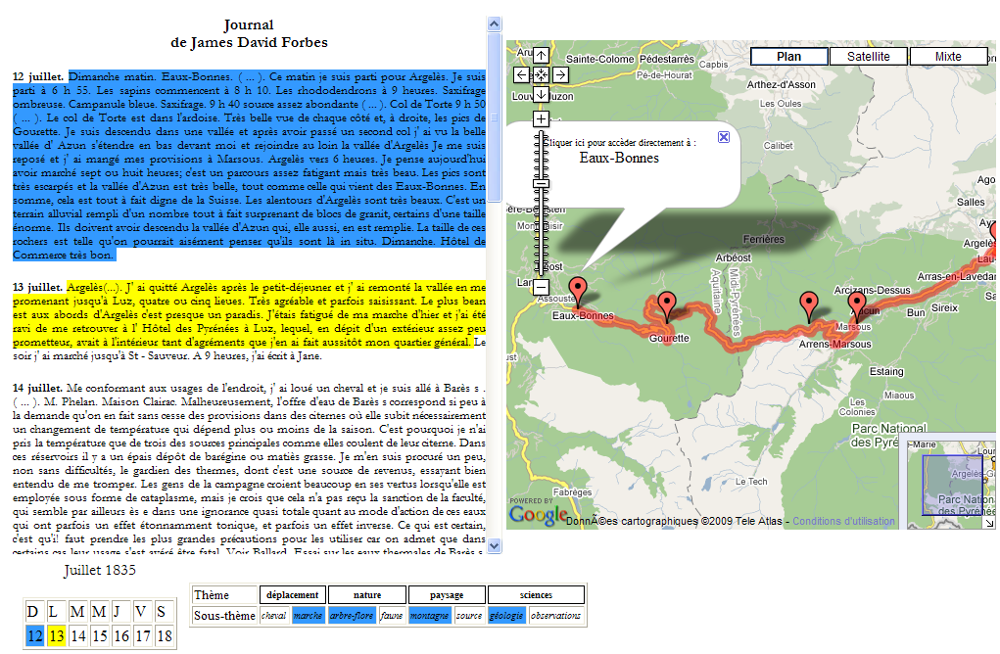 Journal
de James David Forbes
12 juillet. Dimanche matin. Eaux-Bonnes. ( ... ). Ce matin je suis parti pour Argelès. Je suis
parti à 6 h 55. Les sapins commencent à 8 h 10. Les rhododendrons à 9 heures. Saxifrage
ombreuse. Campanule bleue. Saxifrage. 9 h 40 source assez abondante ( ... ). Col de Torte 9 h 50
( ... ). Le col de Torte est dans l'ardoise. Très belle vue de chaque côté et, à droite, les pics de
Gourette. Je suis descendu dans une vallée et après avoir passé un second col j' ai vu la belle
vallée d' Azun s'étendre en bas devant moi et rejoindre au loin la vallée d'Argelès Je me suis
reposé et j' ai mangé mes provisions à Marsous. Argelès vers 6 heures. Je pense aujourd'hui
avoir marché sept ou huit heures; c'est un parcours assez fatigant mais très beau. Les pics sont
très escarpés et la vallée d'Azun est très belle, tout comme celle qui vient des Eaux-Bonnes. En
somme, cela est tout à fait digne de la Suisse. Les alentours d'Argelès sont très beaux. C'est un
terrain alluvial rempli d'un nombre tout à fait surprenant de blocs de granit, certains d'une taille
énorme. Ils doivent avoir descendu la vallée d'Azun qui, elle aussi, en est remplie. La taille de ces
rochers est telle qu'on pourrait aisément penser qu'ils sont là in situ. Dimanche. Hôtel de
Commerce très bon.
13 juillet. Argelès(...). J' ai quitté Argelès après le petit-déjeuner et j' ai remonté la vallée en me
promenant jusqu'à Luz, quatre ou cinq lieues. Très agréable et parfois saisissant. Le plus beau
est aux abords d'Argelès c'est presque un paradis. J'étais fatigué de ma marche d'hier et j'ai été
ravi de me retrouver à l' Hôtel des Pyrénées à Luz, lequel, en dépit d'un extérieur assez peu
prometteur, avait à l'intérieur tant d'agréments que j'en ai fait aussitôt mon quartier général. Le
soir j' ai marché jusqu'à St - Sauveur. A 9 heures, j'ai écrit à Jane.
14 juillet. Me conformant aux usages de l'endroit, j' ai loué un cheval et je suis allé à Barès s .
( ... ). M. Phelan. Maison Clairac. Malheureusement, l'offre d'eau de Barès s correspond si peu à
la demande qu'on en fait sans cesse des provisions dans des citernes où elle subit nécessairement
un changement de température qui dépend plus ou moins de la saison. C'est pourquoi je n'ai
pris la température que de trois des sources principales comme elles coulent de leur citerne. Dans
ces réservoirs il y a un épais dépôt de barégine ou matiès grasse. Je m'en suis procuré un peu,
non sans difficultés, le gardien des thermes, dont c'est une source de revenus, essayant bien
entendu de me tromper. Les gens de la campagne croient beaucoup en ses vertus lorsqu'elle est
employée sous forme de cataplasme, mais je crois que cela n'a pas reçu la sanction de la faculté,
qui semble par ailleurs ès e dans une ignorance quasi totale quant au mode d'action de ces eaux
qui ont parfois un effet étonnamment tonique, et parfois un effet inverse. Ce qui est certain,
c'est qu'i! faut prendre les plus grandes précautions pour les utiliser car on admet que dans
certains cas leur usage s'est avéré être fatal. Voir Ballard, Essai sur les eaux thermales de Barès s,
Juillet 1835
D L M M J V S
12 13 14 15 16 17 18
Thème déplacement nature paysage sciences
Sous-thème cheval marche arbre-flore faune montagne source géologie observations
Plan Satellite Mixte
Sainte-Colome Pédestarrès
Capbis
Pé-de-Hourat
Arthez-d'Asson
Les Oules
Louv uzon
Cliquer ici pour accèder directement à :
Eaux-Bonnes
Calibet
Ago
Salles
Ay
Ferrières
Argelè
Arbéost
Lau-
Arras-en-Lavedan
Aquitaine
Midi-Pyrénées
Assouste
Arcizans-Dessus
Aucun
Bun
Sireix
Eaux-Bonnes
Gourette
Marsous
Arrens-Marsous
Estaing
Miaous
Les
Colonies
Parc National
des Pyré
Le Tech
Fabrèges
e-Marie
Lour
Argelès-Ga
Parc National
des Pyréné
POWERED BY
Google
DonnÃ©es cartographiques ©2009 Tele Atlas - Conditions d'utilisation